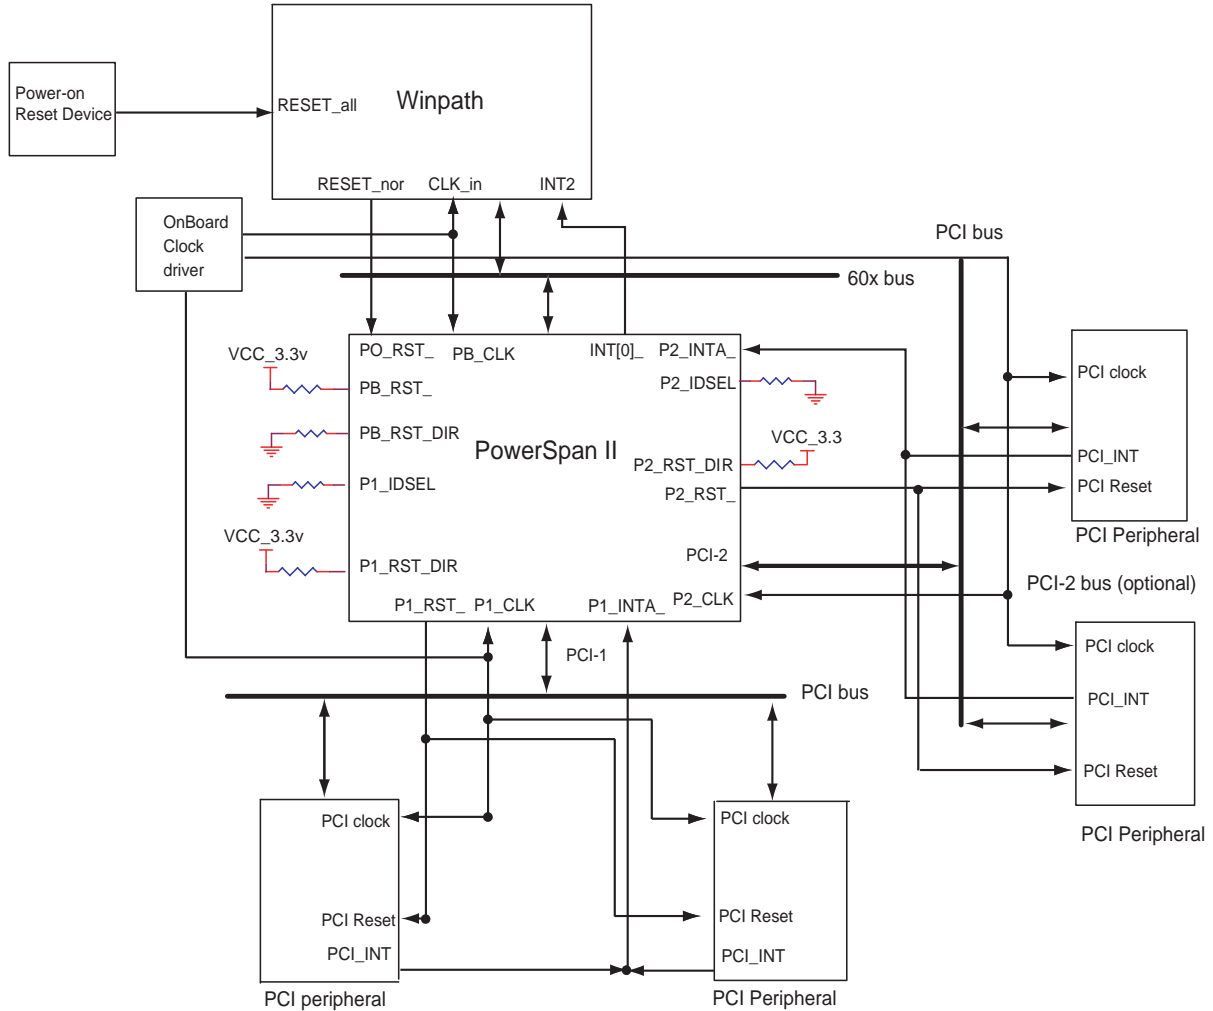 Power-on
Reset Device
RESET_all
Winpath
RESET_nor
CLK_in
INT2
OnBoard
Clock
driver
PCI bus
60x bus
VCC_3.3v
PO_RST_
PB_CLK
INT[0]_
P2_INTA_
PB_RST_
P2_IDSEL
PB_RST_DIR
PowerSpan II
VCC_3.3
P2_RST_DIR
P1_IDSEL
P2_RST_
VCC_3.3v
P1_RST_DIR
PCI-2
P2_CLK
P1_RST_
P1_CLK
P1_INTA_
PCI clock
PCI_INT
PCI Reset
PCI Peripheral
PCI-2 bus (optional)
PCI clock
PCI_INT
PCI Reset
PCI Peripheral
PCI-1
PCI bus
PCI clock
PCI Reset
PCI_INT
PCI peripheral
PCI clock
PCI Reset
PCI_INT
PCI Peripheral